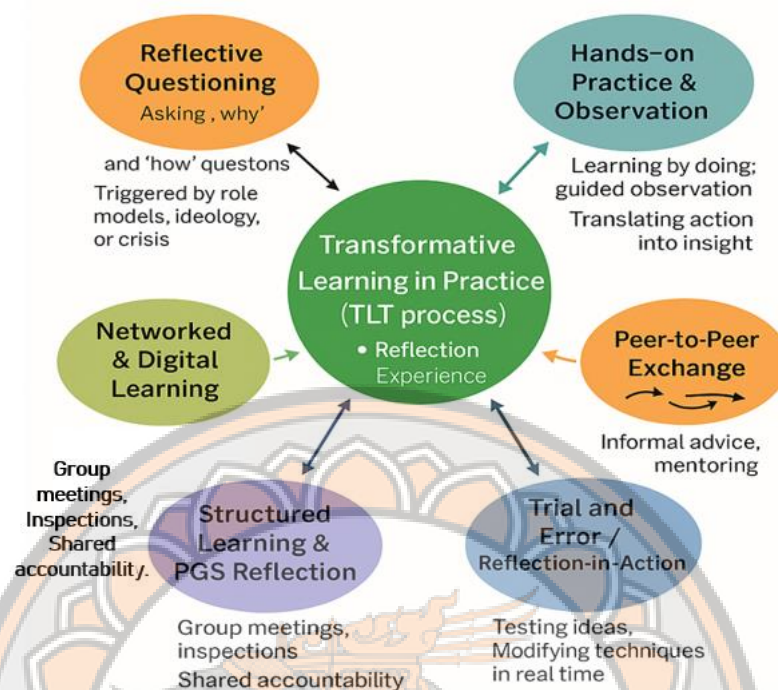 Reflective
Questioning
Asking , why’
and ‘how’ questons
Triggered by role
models, ideology,
or crisis
Hands–on
Practice &
Observation
Learning by doing;
guided observation
Translating action
into insight
Transformative
Learning in Practice
(TLT process)
• Reflection
Experience
Networked
& Digital
Learning
Peer-to-Peer
Exchange
Informal advice,
mentoring
Group
meetings,
Inspections,
Shared
accountability.
Structured
Learning &
PGS Reflection
Group meetings,
inspections
Shared accountability
Trial and
Error /
Reflection-in-Action
Testing ideas,
Modifying techniques
in real time